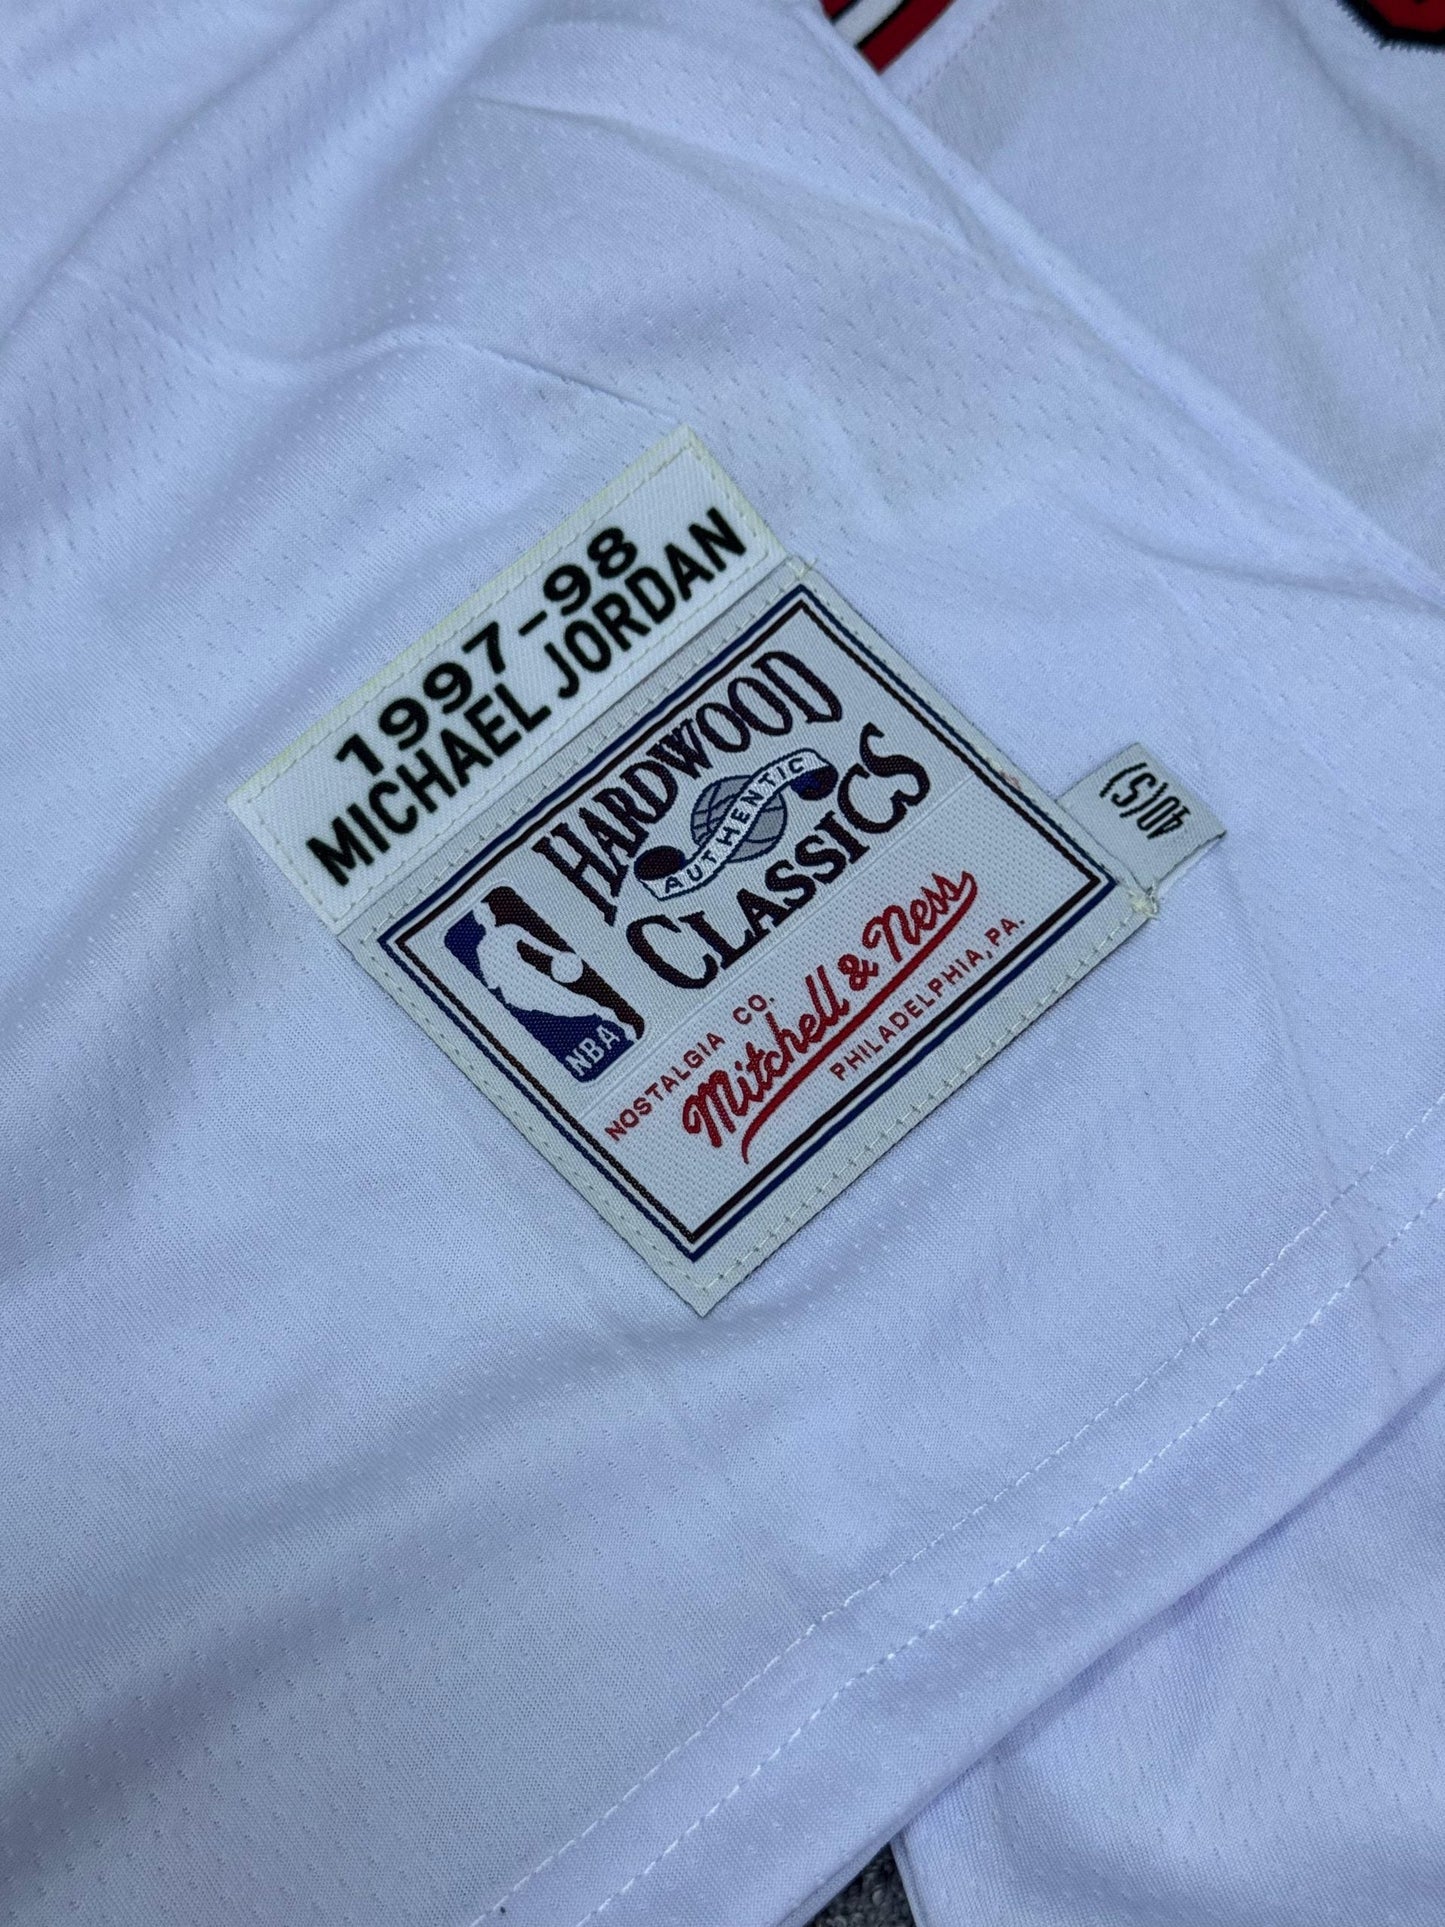 1997-98
MICHAEL JORDAN
HARDWOOD
AUTHENTIC
CLASSICS
NBA
NOSTALGIA CO.
Mitchell & Ness
PHILADELPHIA, PA.
40(S)